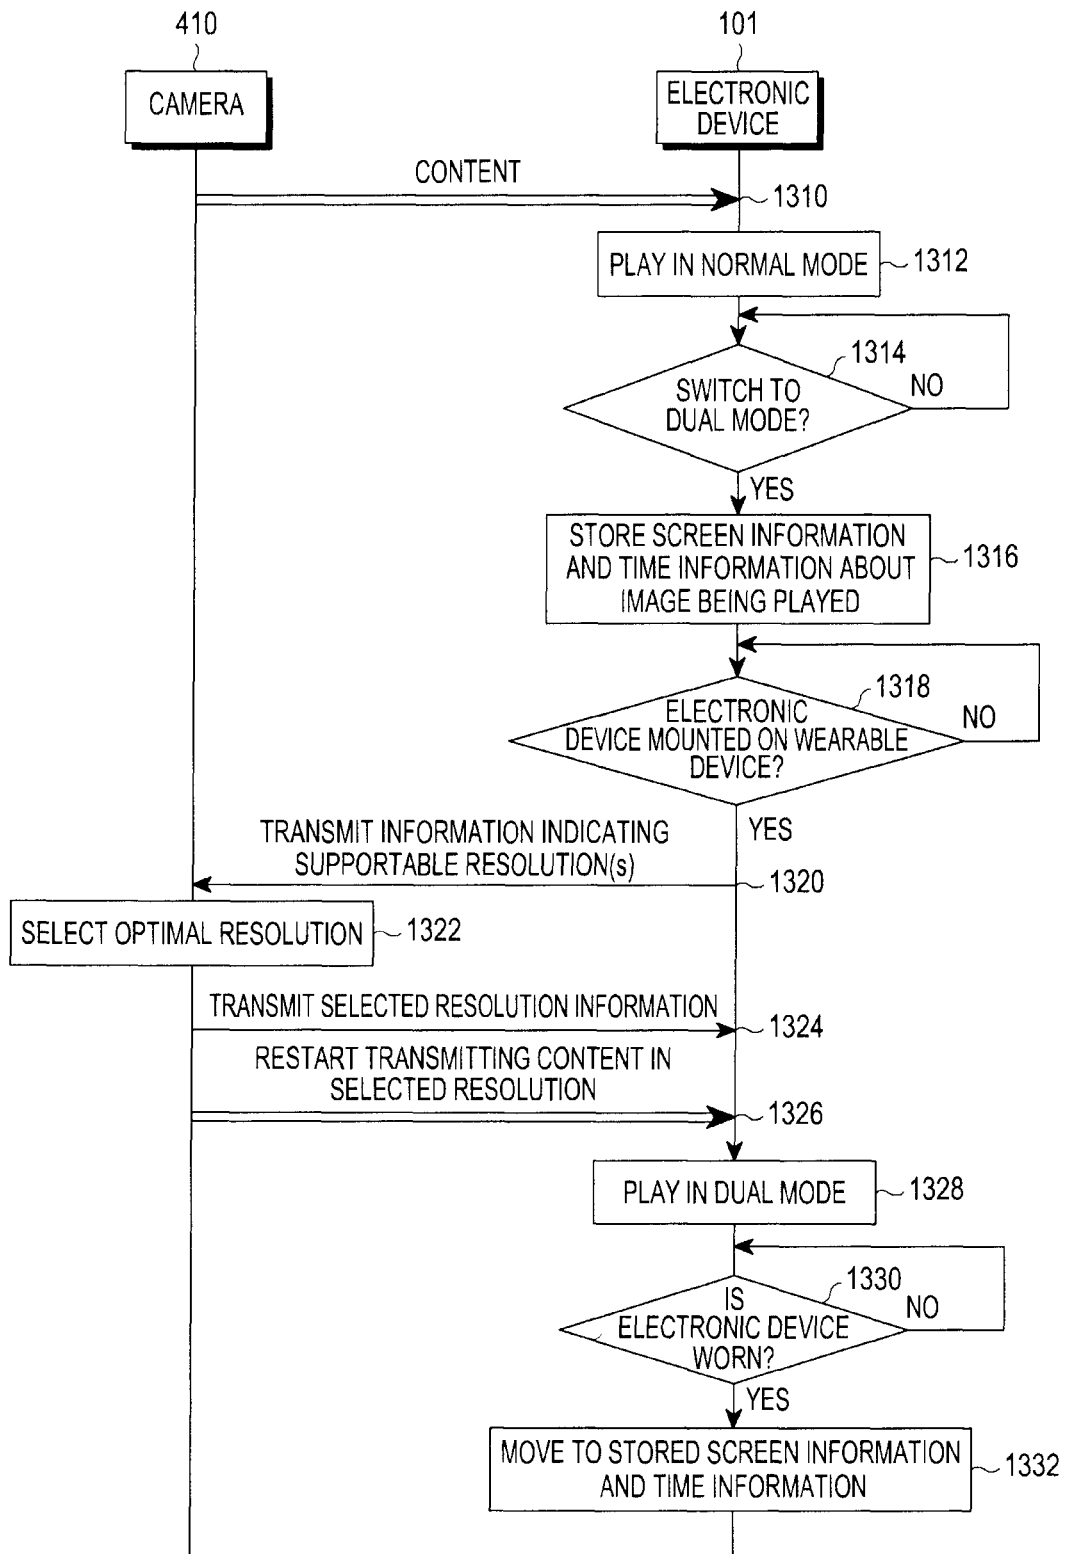 410
101
CAMERA
ELECTRONIC
DEVICE
CONTENT
1310
PLAY IN NORMAL MODE
1312
1314
SWITCH TO
DUAL MODE?
NO
YES
STORE SCREEN INFORMATION
AND TIME INFORMATION ABOUT
IMAGE BEING PLAYED
1316
1318
ELECTRONIC
DEVICE MOUNTED ON WEARABLE
DEVICE?
NO
YES
TRANSMIT INFORMATION INDICATING
SUPPORTABLE RESOLUTION(s)
1320
SELECT OPTIMAL RESOLUTION
1322
TRANSMIT SELECTED RESOLUTION INFORMATION
1324
RESTART TRANSMITTING CONTENT IN
SELECTED RESOLUTION
1326
PLAY IN DUAL MODE
1328
1330
IS
ELECTRONIC DEVICE
WORN?
NO
YES
MOVE TO STORED SCREEN INFORMATION
AND TIME INFORMATION
1332